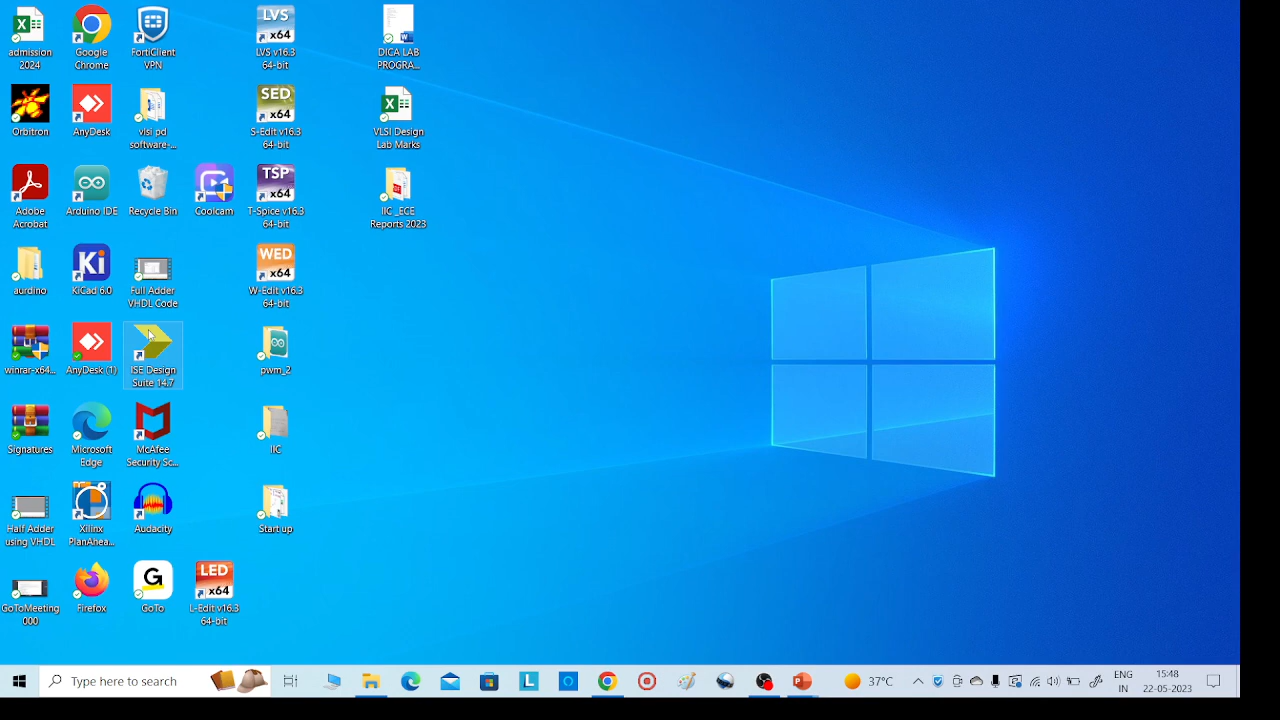 admission
2024
Google
Chrome
FortiClient
VPN
LVS
x64
LVS v16.3
64-bit
DICA LAB
PROGRA...
Orbitron
AnyDesk
vlsi pd
software-...
SED
x64
S-Edit v16.3
64-bit
VLSI Design
Lab Marks
Adobe
Acrobat
Arduino IDE
Recycle Bin
Coolcam
TSP
x64
T-Spice v16.3
64-bit
IIC _ECE
Reports 2023
aurdino
Ki
KiCad 6.0
Full Adder
VHDL Code
WED
x64
W-Edit v16.3
64-bit
winrar-x64...
AnyDesk (1)
ISE Design
Suite 14.7
pwm_2
Signatures
Microsoft
Edge
McAfee
Security Sc...
IIC
Half Adder
using VHDL
Xilinx
PlanAhea...
Audacity
Start up
GoToMeeting
000
Firefox
G
GoTo
LED
x64
L-Edit v16.3
64-bit
Type here to search
L
37°C
ENG
IN
15:48
22-05-2023